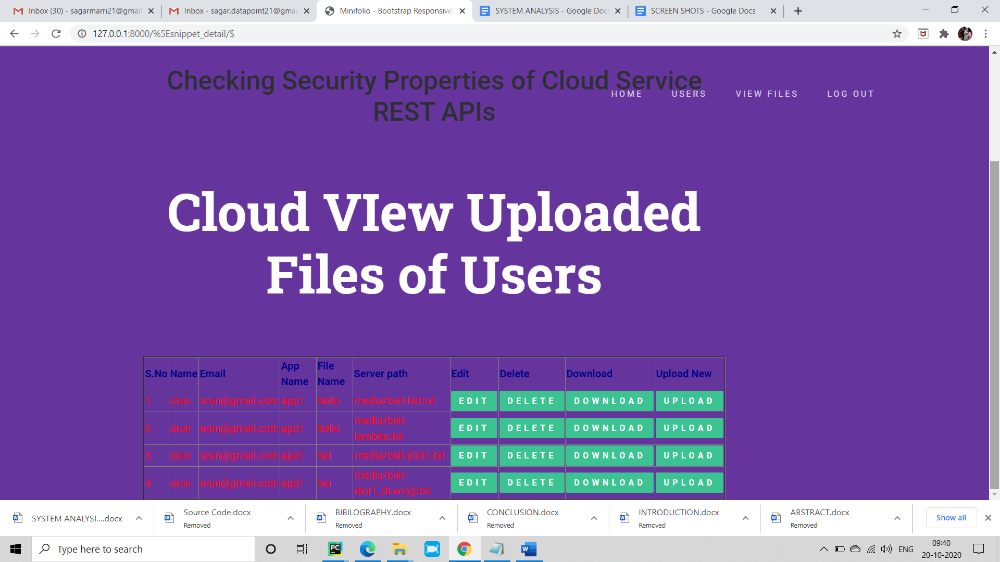 Inbox (30) - sagarmarri21@gmail
Inbox - sagar.datapoint21@gmai
Minifolio - Bootstrap Responsive
SYSTEM ANALYSIS - Google Docs
SCREEN SHOTS - Google Docs
127.0.0.1:8000/%5Esnippet_detail/$
Checking Security Properties of Cloud Service
REST APIs
HOME USERS VIEW FILES LOG OUT
Cloud VIew Uploaded
Files of Users
S.No Name Email App Name File Name Server path Edit Delete Download Upload New
1 arun arun@gmail.com app1 hello media/bsit-list.txt EDIT DELETE DOWNLOAD UPLOAD
2 arun arun@gmail.com app1 hello media/bsit-lambda.txt EDIT DELETE DOWNLOAD UPLOAD
3 arun arun@gmail.com app1 hai media/bsit-dict1.txt EDIT DELETE DOWNLOAD UPLOAD
4 arun arun@gmail.com app1 hai media/bsit-dict1_dLwvxjj.txt EDIT DELETE DOWNLOAD UPLOAD
SYSTEM ANALYSI....docx
Source Code.docx
Removed
BIBILOGRAPHY.docx
Removed
CONCLUSION.docx
Removed
INTRODUCTION.docx
Removed
ABSTRACT.docx
Removed
Show all
Type here to search
PC
W
ENG
09:40
20-10-2020